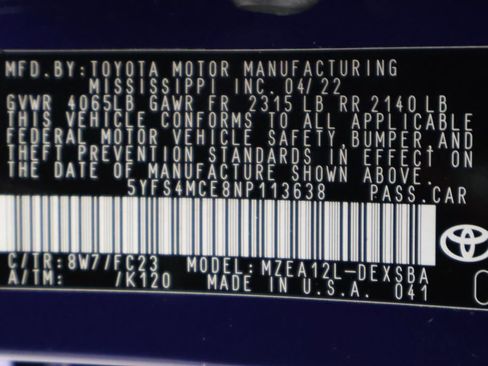 MFD.BY:TOYOTA MOTOR MANUFACTURING
MISSISSIPPI INC. 04/22
GVWR 4065LB GAWR FR 2315 LB RR 2140 LB
THIS VEHICLE CONFORMS TO ALL APPLICABLE
FEDERAL MOTOR VEHICLE SAFETY,BUMPER,AND
THEFT PREVENTION STANDARDS IN EFFECT ON
THE DATE OF MANUFACTURE SHOWN ABOVE.
5YFS4MCE8NP113638 PASS.CAR
C/TR:8W7/FC23 MODEL:MZEA12L-DEXSBA
A/TM: /K120 MADE IN U.S.A. 041